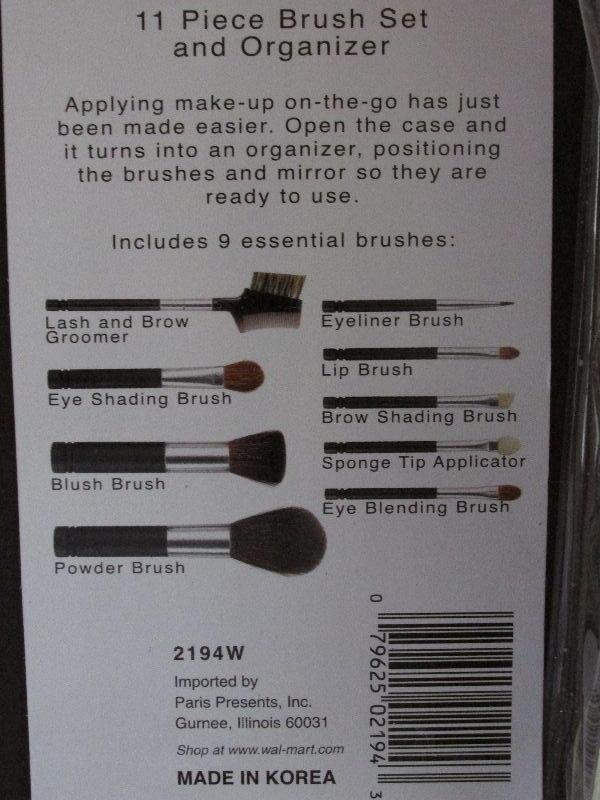 11 Piece Brush Set
and Organizer
Applying make-up on-the-go has just
been made easier. Open the case and
it turns into an organizer, positioning
the brushes and mirror so they are
ready to use.
Includes 9 essential brushes:
Lash and Brow
Groomer
Eye Shading Brush
Blush Brush
Powder Brush
Eyeliner Brush
Lip Brush
Brow Shading Brush
Sponge Tip Applicator
Eye Blending Brush
2194W
Imported by
Paris Presents, Inc.
Gurnee, Illinois 60031
Shop at www.wal-mart.com
MADE IN KOREA
0 79625 02194 3